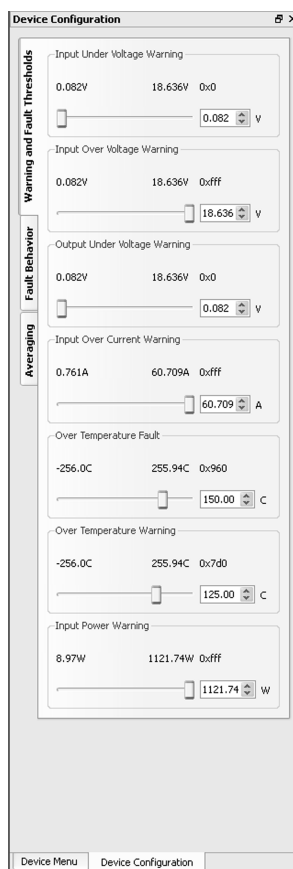 Device Configuration
Warning and Fault Thresholds
Fault Behavior
Averaging
Input Under Voltage Warning
0.082V 18.636V 0x0
0.082 V
Input Over Voltage Warning
0.082V 18.636V 0xfff
18.636 V
Output Under Voltage Warning
0.082V 18.636V 0x0
0.082 V
Input Over Current Warning
0.761A 60.709A 0xfff
60.709 A
Over Temperature Fault
-256.0C 255.94C 0x960
150.00 C
Over Temperature Warning
-256.0C 255.94C 0x7d0
125.00 C
Input Power Warning
8.97W 1121.74W 0xfff
1121.74 W
Device Menu Device Configuration